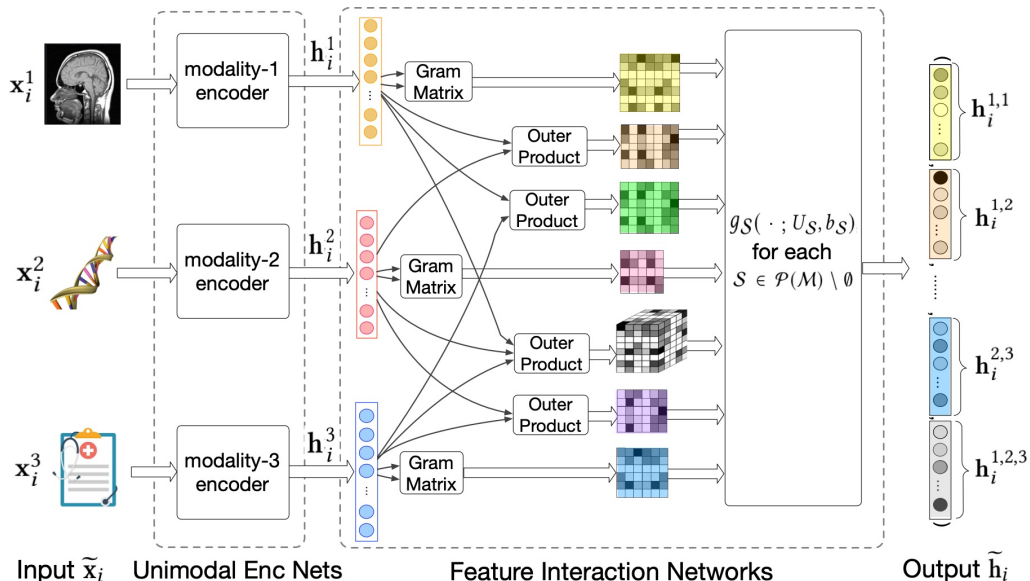 x_i^1
modality-1
encoder
h_i^1
Gram
Matrix
Outer
Product
Outer
Product
x_i^2
modality-2
encoder
h_i^2
Gram
Matrix
g_S( · ; U_S, b_S)
for each
S ∈ P(M) \ ∅
Outer
Product
Outer
Product
x_i^3
modality-3
encoder
h_i^3
Gram
Matrix
(
h_i^{1,1}
,
h_i^{1,2}
,
......
,
h_i^{2,3}
,
h_i^{1,2,3}
)
Input x̃_i
Unimodal Enc Nets
Feature Interaction Networks
Output h̃_i